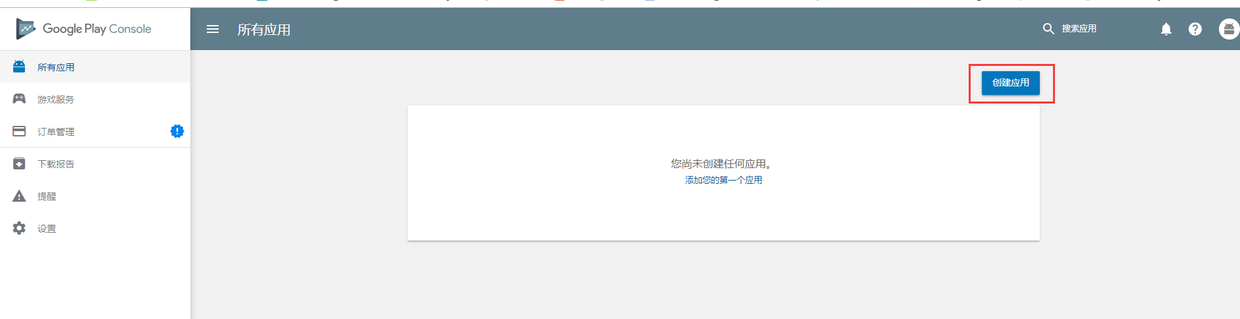 Google Play Console
所有应用
搜索应用
所有应用
游戏服务
订单管理
下载报告
提醒
设置
创建应用
您尚未创建任何应用。
添加您的第一个应用